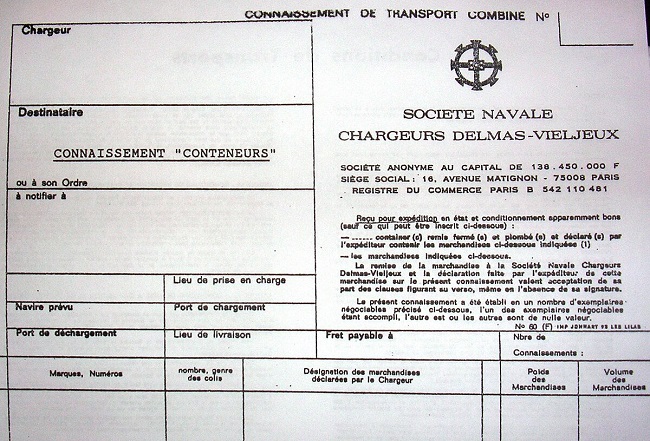 CONNAISSEMENT DE TRANSPORT COMBINE No
Chargeur
SOCIETE NAVALE
CHARGEURS DELMAS-VIELJEUX
SOCIÉTÉ ANONYME AU CAPITAL DE 138.450.000 F
SIÈGE SOCIAL: 16, AVENUE MATIGNON - 75008 PARIS
REGISTRE DU COMMERCE PARIS B 542 110 481
Destinataire
CONNAISSEMENT "CONTENEURS"
ou à son Ordre
à notifier à
Reçu pour expédition en état et conditionnement apparemment bons
(sauf ce qui peut être inscrit ci-dessous) :
— ...... container(s) remis fermé(s) et plombé(s) et déclaré(s) par
l'expéditeur contenir les marchandises ci-dessous indiquées (1)
— les marchandises indiquées ci-dessous.
La remise de la marchandise à la Société Navale Chargeurs
Delmas-Vieljeux et la déclaration faite par l'expéditeur de cette
marchandise sur le présent connaissement valent acceptation de sa
part des clauses figurant au verso, même en l'absence de sa signature.
Le présent connaissement a été établi en un nombre d'exemplaires
négociables précisé ci-dessous, l'un des exemplaires négociables
étant accompli, l'autre est ou les autres sont de nulle valeur.
No 60 (F) IMP JONHART 93 LES LILAS
Lieu de prise en charge
Navire prévu
Port de chargement
Port de déchargement
Lieu de livraison
Fret payable à
Nbre de
Connaissements :
Marques, Numéros
nombre, genre
des colis
Désignation des marchandises
déclarées par le Chargeur
Poids
des
Marchandises
Volume
des
Marchandises